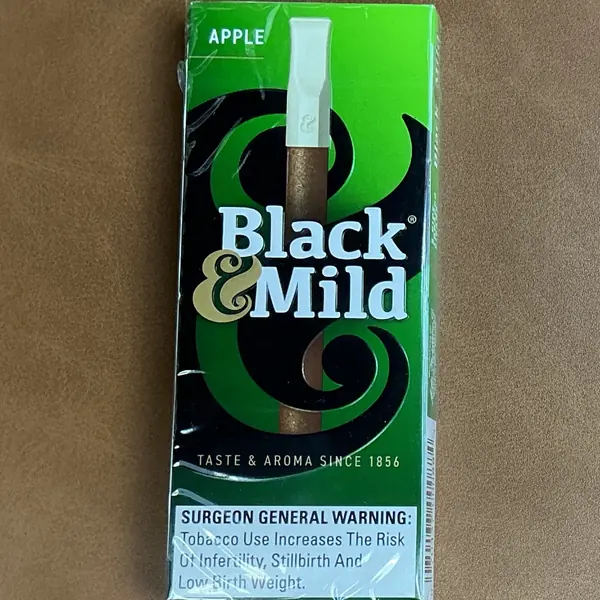 APPLE
Black®
&Mild
TASTE & AROMA SINCE 1856
SURGEON GENERAL WARNING:
Tobacco Use Increases The Risk
Of Infertility, Stillbirth And
Low Birth Weight.